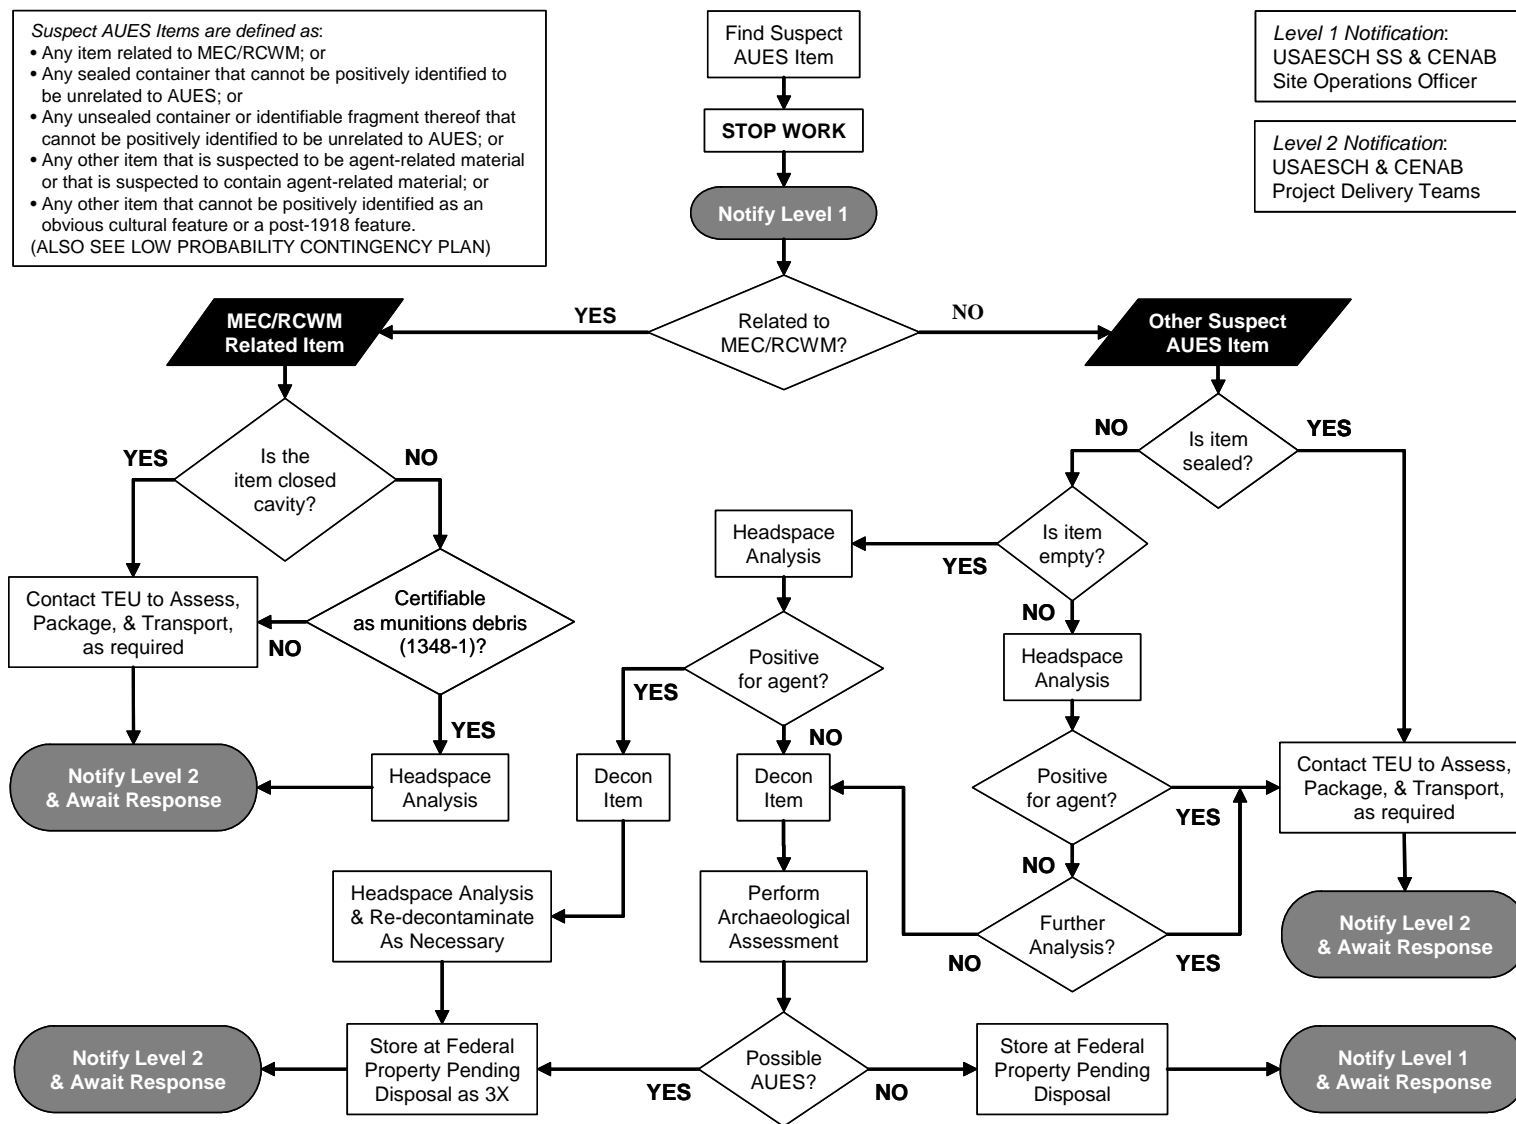 Suspect AUES Items are defined as:
• Any item related to MEC/RCWM; or
• Any sealed container that cannot be positively identified to
be unrelated to AUES; or
• Any unsealed container or identifiable fragment thereof that
cannot be positively identified to be unrelated to AUES; or
• Any other item that is suspected to be agent-related material
or that is suspected to contain agent-related material; or
• Any other item that cannot be positively identified as an
obvious cultural feature or a post-1918 feature.
(ALSO SEE LOW PROBABILITY CONTINGENCY PLAN)
Find Suspect
AUES Item
STOP WORK
Notify Level 1
Level 1 Notification:
USAESCH SS & CENAB
Site Operations Officer
Level 2 Notification:
USAESCH & CENAB
Project Delivery Teams
Related to
MEC/RCWM?
YES
NO
MEC/RCWM
Related Item
Other Suspect
AUES Item
Is the
item closed
cavity?
YES
NO
Is item
sealed?
NO
YES
Contact TEU to Assess,
Package, & Transport,
as required
Certifiable
as munitions debris
(1348-1)?
NO
YES
Notify Level 2
& Await Response
Headspace
Analysis
Headspace
Analysis
Is item
empty?
YES
NO
Positive
for agent?
YES
NO
Headspace
Analysis
Decon
Item
Decon
Item
Positive
for agent?
YES
NO
Contact TEU to Assess,
Package, & Transport,
as required
Headspace Analysis
& Re-decontaminate
As Necessary
Perform
Archaeological
Assessment
Further
Analysis?
NO
YES
Notify Level 2
& Await Response
Notify Level 2
& Await Response
Store at Federal
Property Pending
Disposal as 3X
Possible
AUES?
YES
NO
Store at Federal
Property Pending
Disposal
Notify Level 1
& Await Response